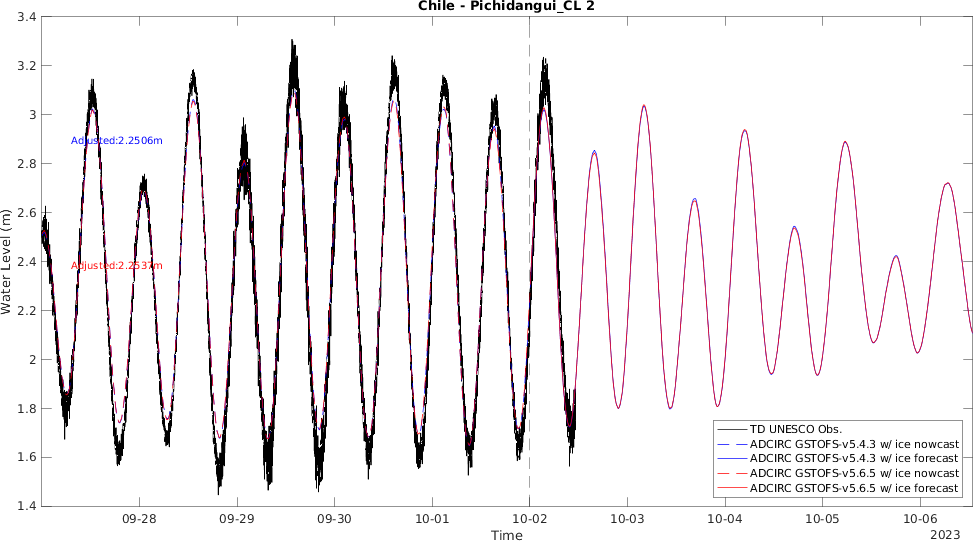 Chile - Pichidangui_CL 2
Water Level (m)
3.4
3.2
3
2.8
2.6
2.4
2.2
2
1.8
1.6
1.4
Adjusted:2.2506m
Adjusted:2.2537m
TD UNESCO Obs.
ADCIRC GSTOFS-v5.4.3 w/ ice nowcast
ADCIRC GSTOFS-v5.4.3 w/ ice forecast
ADCIRC GSTOFS-v5.6.5 w/ ice nowcast
ADCIRC GSTOFS-v5.6.5 w/ ice forecast
09-28 09-29 09-30 10-01 10-02 10-03 10-04 10-05 10-06
Time
2023